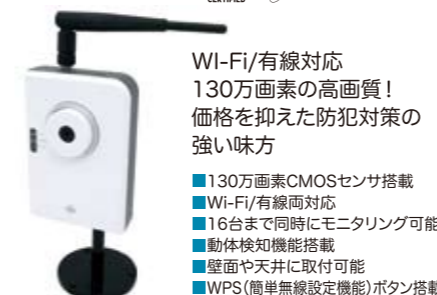 CERTIFIED
WI-Fi/有線対応
130万画素の高画質!
価格を抑えた防犯対策の
強い味方
■130万画素CMOSセンサ搭載
■Wi-Fi/有線両対応
■16台まで同時にモニタリング可能
■動体検知機能搭載
■壁面や天井に取付可能
■WPS(簡単無線設定機能)ボタン搭載